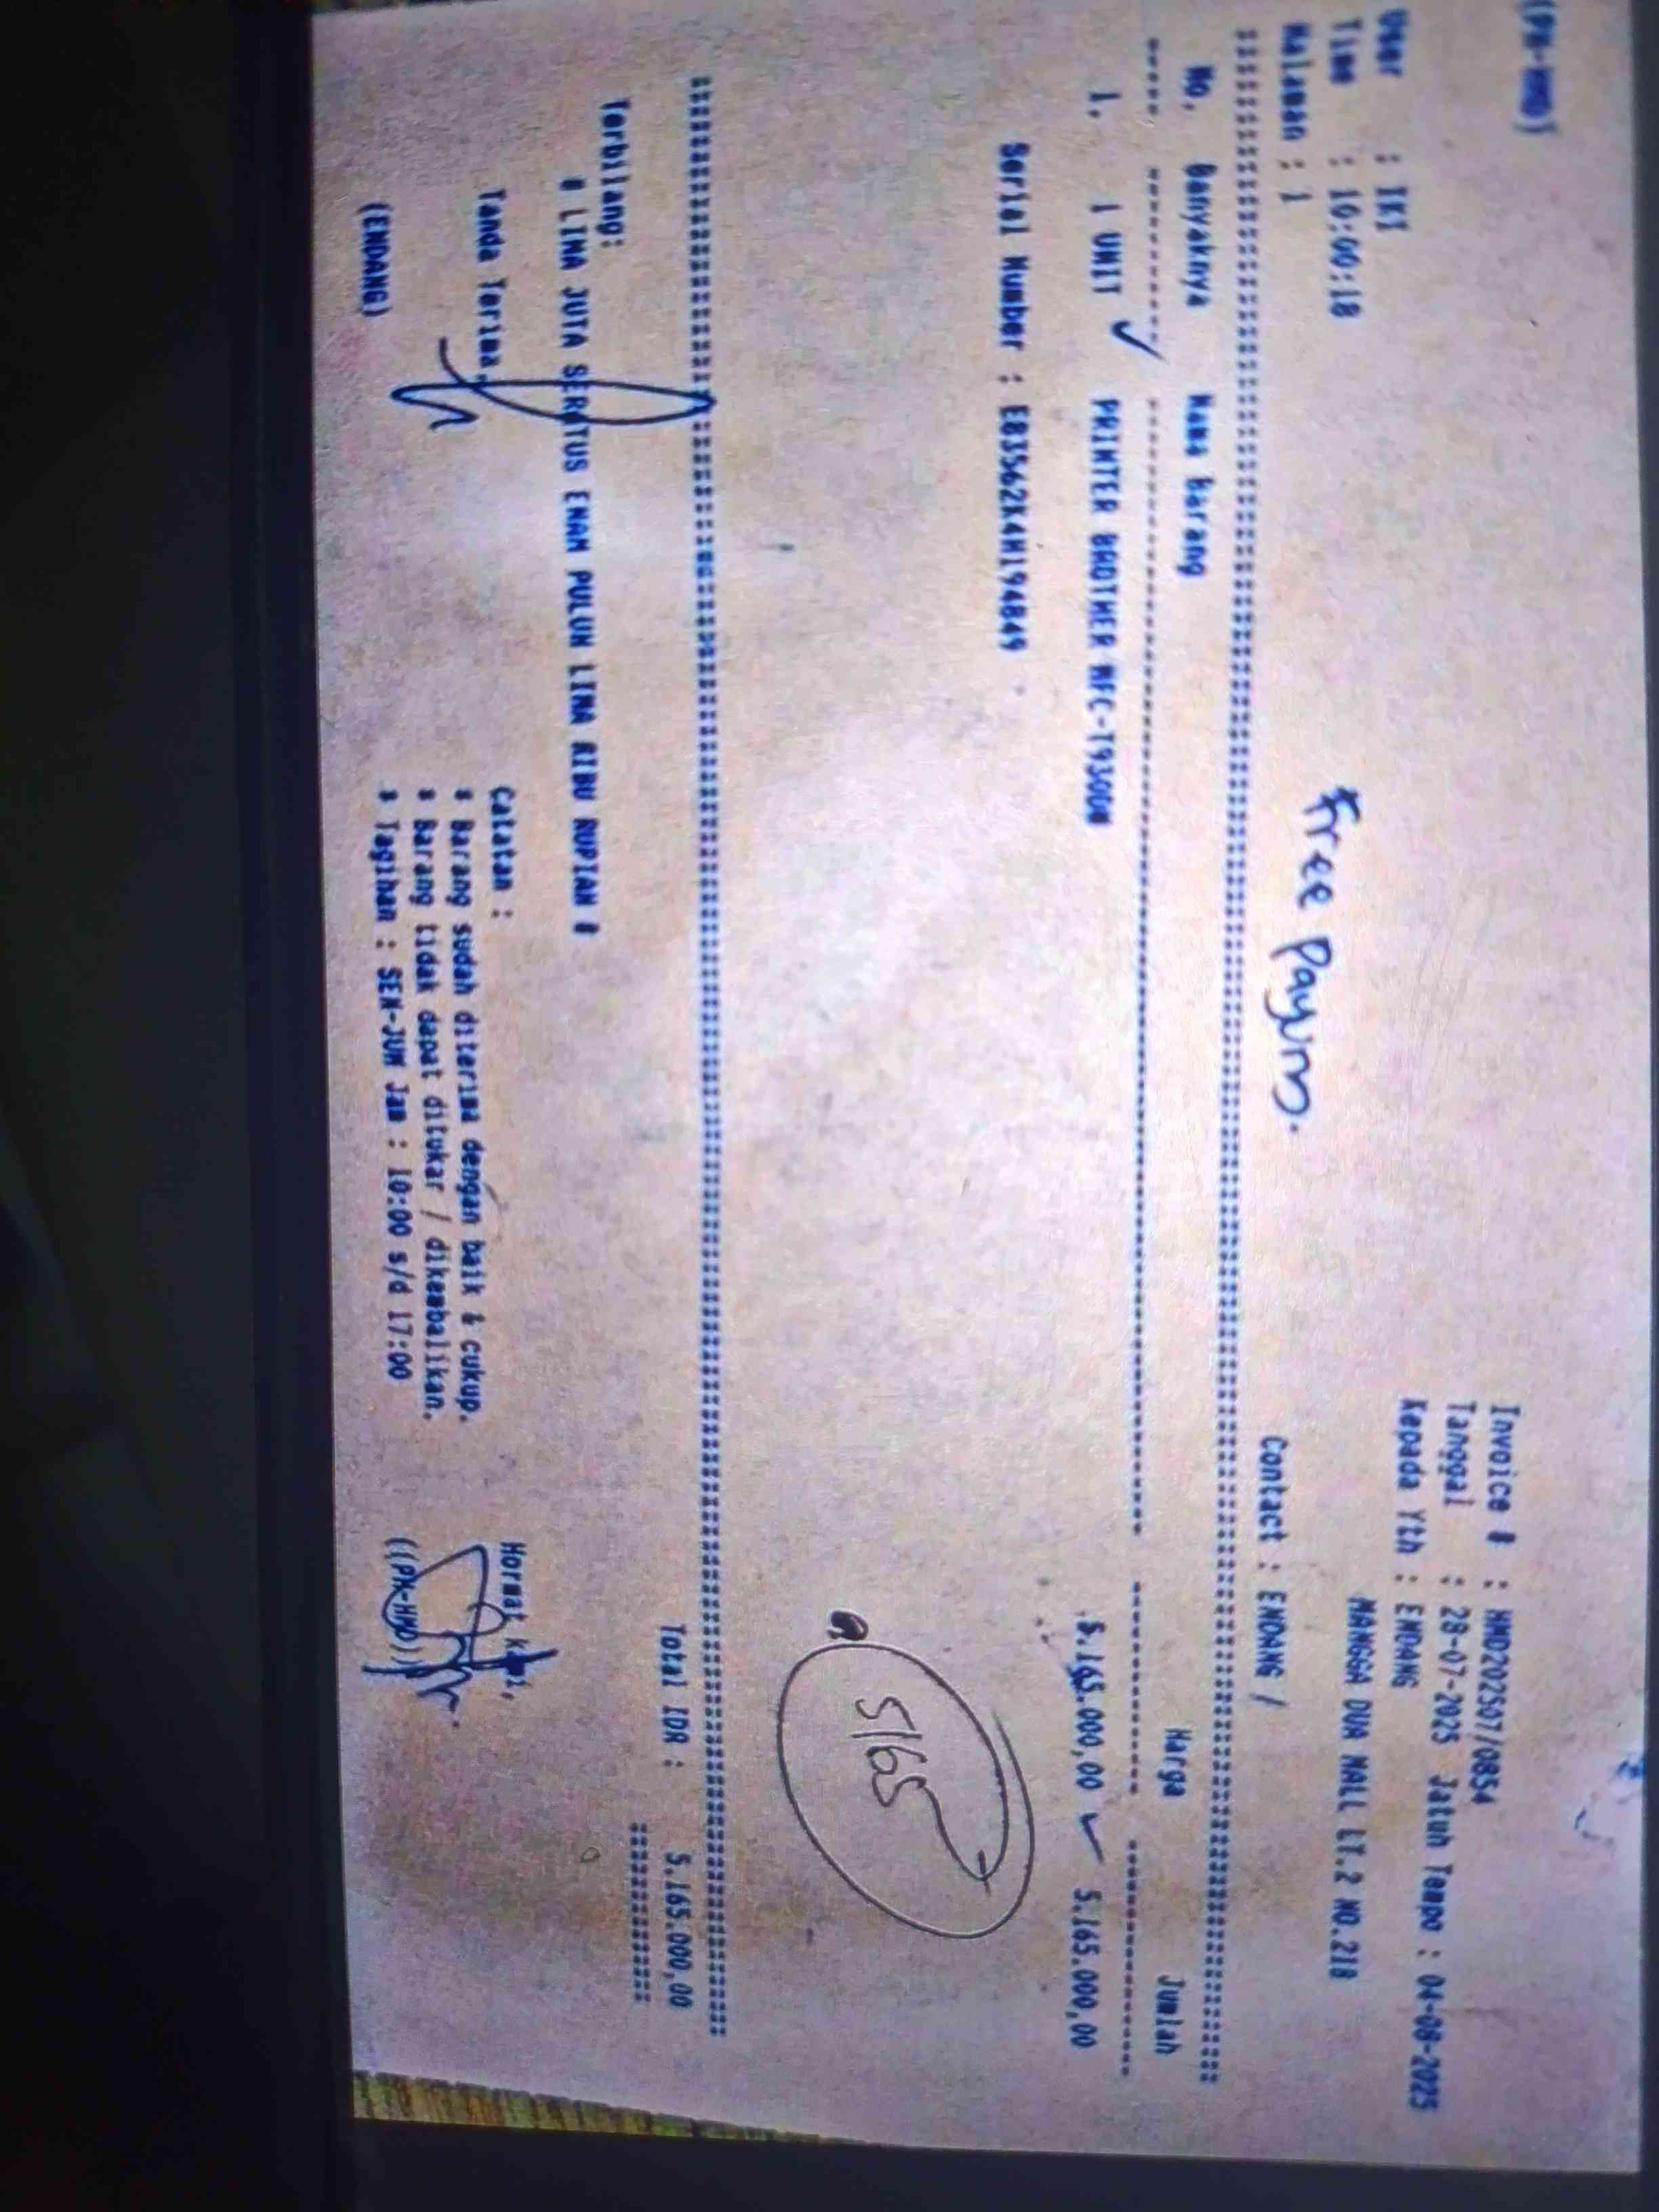 (PK-HMD)
User : IKI
Time : 10:00:18
Halaman : 1
Invoice # : HMD202507/0854
Tanggal : 28-07-2025 Jatuh Tempo : 04-08-2025
Kepada Yth : ENDANG
MANGGA DUA MALL LT.2 NO.21B
Contact : ENDANG /
Free Payung.
No. Banyaknya Nama barang Harga Jumlah
1. 1 UNIT PRINTER BROTHER MFC-T930DW 5.165.000,00 5.165.000,00
Serial Number : E83562K4H194849
5165
Total IDR : 5.165.000,00
Terbilang:
# LIMA JUTA SERATUS ENAM PULUH LIMA RIBU RUPIAH #
Tanda Terima,
(ENDANG)
Catatan :
* Barang sudah diterima dengan baik & cukup.
* Barang tidak dapat ditukar / dikembalikan.
* Tagihan : SEN-JUM Jam : 10:00 s/d 17:00
Hormat Kami,
((PK-HMD))